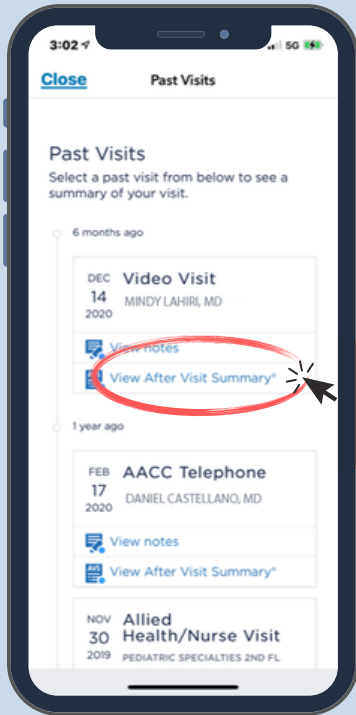 3:02 5G
Close Past Visits
Past Visits
Select a past visit from below to see a
summary of your visit.
6 months ago
DEC Video Visit
14 MINDY LAHIRI, MD
2020
View notes
View After Visit Summary*
1 year ago
FEB AACC Telephone
17 DANIEL CASTELLANO, MD
2020
View notes
AVS View After Visit Summary*
NOV Allied
30 Health/Nurse Visit
2019 PEDIATRIC SPECIALTIES 2ND FL